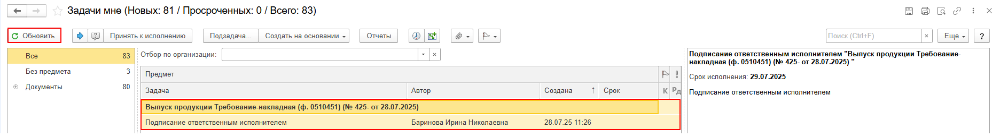 Задачи мне (Новых: 81 / Просроченных: 0 / Всего: 83)
Обновить
Принять к исполнению
Подзадача...
Создать на основании
Отчеты
Поиск (Ctrl+F)
×
Еще
?
Все 83
Без предмета 3
Документы 80
Отбор по организации:
×
Предмет
Задача Автор Создана ↑ Срок К Рд
Выпуск продукции Требование-накладная (ф. 0510451) (№ 425- от 28.07.2025)
Подписание ответственным исполнителем Баринова Ирина Николаевна 28.07.25 11:26
Подписание ответственным исполнителем "Выпуск продукции Требование-
накладная (ф. 0510451) (№ 425- от 28.07.2025) "
Срок исполнения: 29.07.2025
Подписание ответственным исполнителем